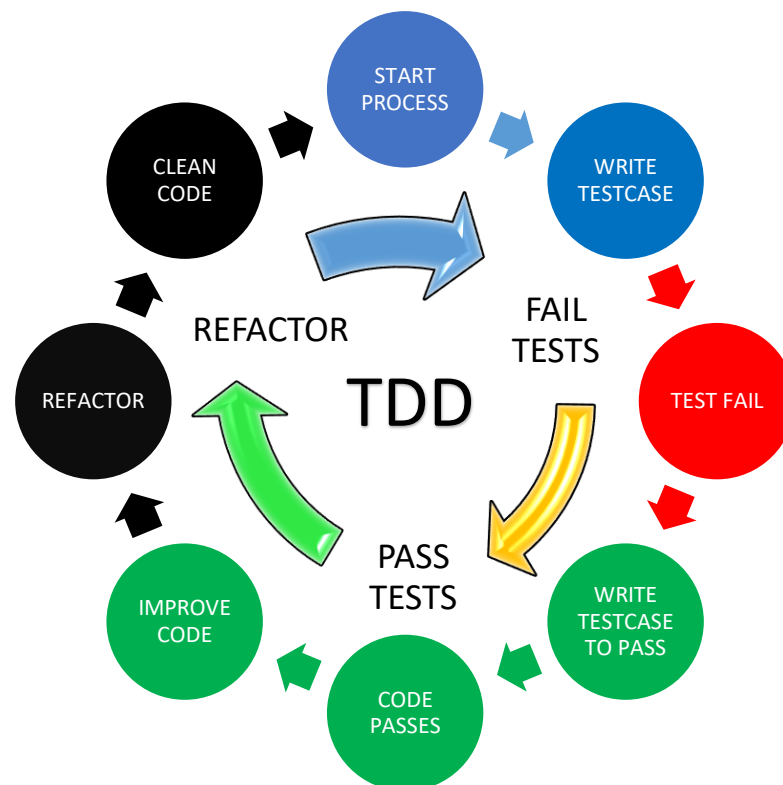 START
PROCESS
WRITE
TESTCASE
TEST FAIL
WRITE
TESTCASE
TO PASS
CODE
PASSES
IMPROVE
CODE
REFACTOR
CLEAN
CODE
REFACTOR
FAIL
TESTS
TDD
PASS
TESTS